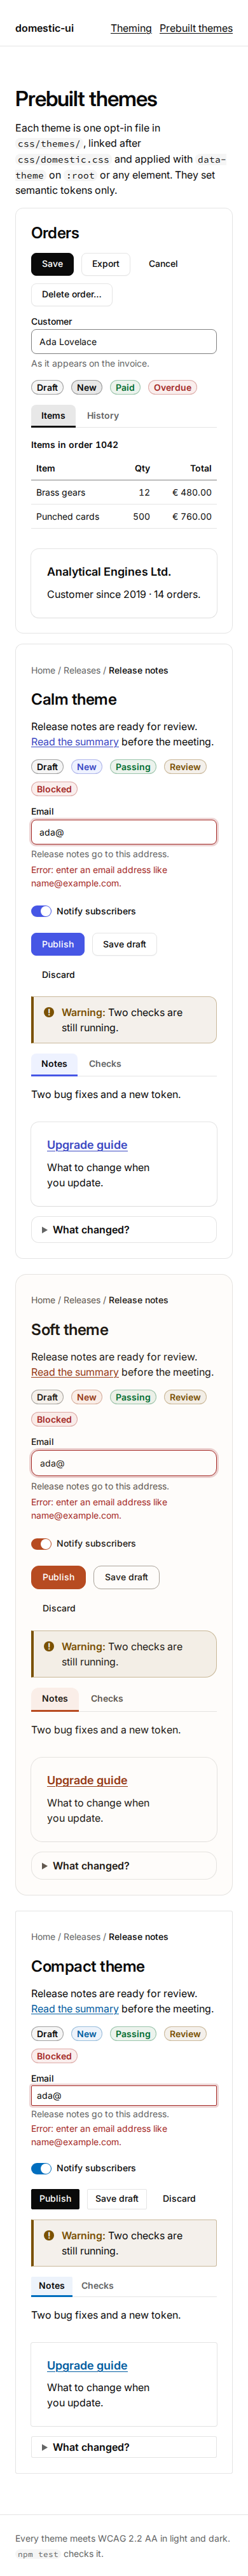 domestic-ui Theming Prebuilt themes
Prebuilt themes
Each theme is one opt-in file in
css/themes/, linked after
css/domestic.css and applied with data-
theme on :root or any element. They set
semantic tokens only.
Orders
Save Export Cancel
Delete order...
Customer
Ada Lovelace
As it appears on the invoice.
Draft New Paid Overdue
Items History
Items in order 1042
Item Qty Total
Brass gears 12 € 480.00
Punched cards 500 € 760.00
Analytical Engines Ltd.
Customer since 2019 · 14 orders.
Home / Releases / Release notes
Calm theme
Release notes are ready for review.
Read the summary before the meeting.
Draft New Passing Review
Blocked
Email
ada@
Release notes go to this address.
Error: enter an email address like
name@example.com.
Notify subscribers
Publish Save draft
Discard
Warning: Two checks are
still running.
Notes Checks
Two bug fixes and a new token.
Upgrade guide
What to change when
you update.
What changed?
Home / Releases / Release notes
Soft theme
Release notes are ready for review.
Read the summary before the meeting.
Draft New Passing Review
Blocked
Email
ada@
Release notes go to this address.
Error: enter an email address like
name@example.com.
Notify subscribers
Publish Save draft
Discard
Warning: Two checks are
still running.
Notes Checks
Two bug fixes and a new token.
Upgrade guide
What to change when
you update.
What changed?
Home / Releases / Release notes
Compact theme
Release notes are ready for review.
Read the summary before the meeting.
Draft New Passing Review
Blocked
Email
ada@
Release notes go to this address.
Error: enter an email address like
name@example.com.
Notify subscribers
Publish Save draft Discard
Warning: Two checks are
still running.
Notes Checks
Two bug fixes and a new token.
Upgrade guide
What to change when
you update.
What changed?
Every theme meets WCAG 2.2 AA in light and dark.
npm test checks it.